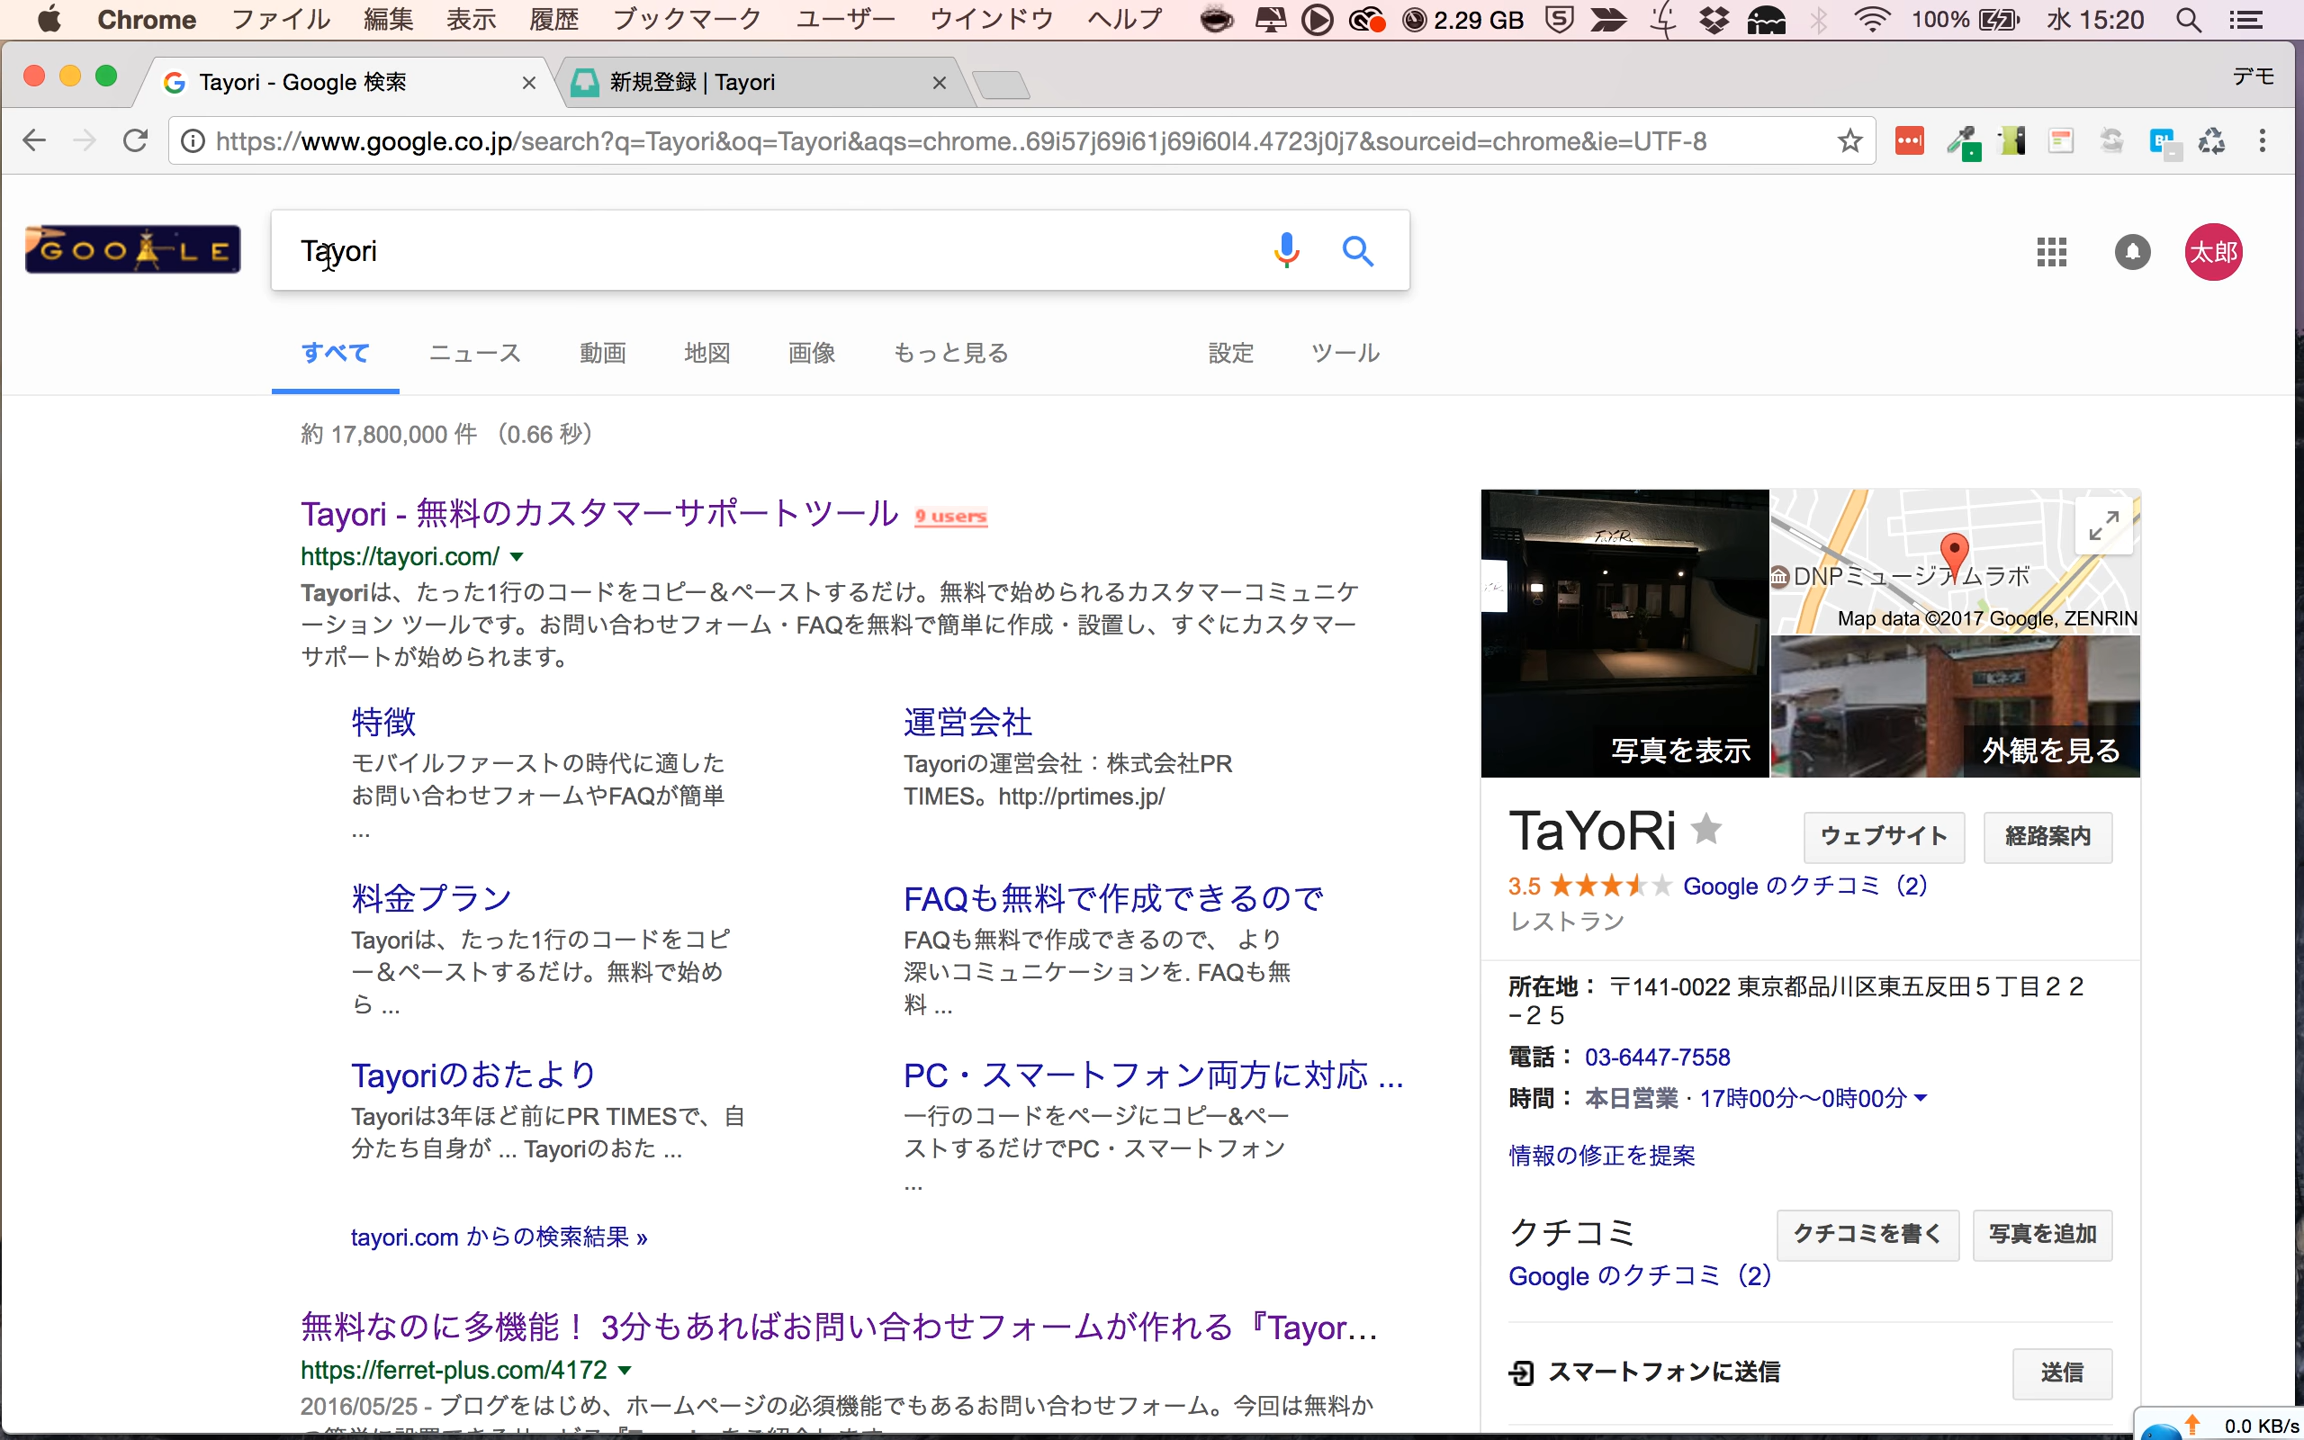 Chrome ファイル 編集 表示 履歴 ブックマーク ユーザー ウインドウ ヘルプ 2.29 GB 100% 水 15:20
Tayori - Google 検索
新規登録 | Tayori
デモ
https://www.google.co.jp/search?q=Tayori&oq=Tayori&aqs=chrome..69i57j69i61j69i60l4.4723j0j7&sourceid=chrome&ie=UTF-8
Tayori
太郎
すべて ニュース 動画 地図 画像 もっと見る 設定 ツール
約 17,800,000 件 （0.66 秒）
Tayori - 無料のカスタマーサポートツール 9 users
https://tayori.com/
Tayoriは、たった1行のコードをコピー＆ペーストするだけ。無料で始められるカスタマーコミュニケ
ーション ツールです。お問い合わせフォーム・FAQを無料で簡単に作成・設置し、すぐにカスタマー
サポートが始められます。
特徴
モバイルファーストの時代に適した
お問い合わせフォームやFAQが簡単
...
運営会社
Tayoriの運営会社：株式会社PR
TIMES。http://prtimes.jp/
料金プラン
Tayoriは、たった1行のコードをコピ
ー＆ペーストするだけ。無料で始め
ら ...
FAQも無料で作成できるので
FAQも無料で作成できるので、 より
深いコミュニケーションを. FAQも無
料 ...
Tayoriのおたより
Tayoriは3年ほど前にPR TIMESで、自
分たち自身が ... Tayoriのおた ...
PC・スマートフォン両方に対応 ...
一行のコードをページにコピー&ペー
ストするだけでPC・スマートフォン
...
tayori.com からの検索結果 »
無料なのに多機能！ 3分もあればお問い合わせフォームが作れる『Tayor...
https://ferret-plus.com/4172
2016/05/25 - ブログをはじめ、ホームページの必須機能でもあるお問い合わせフォーム。今回は無料か
DNPミュージアムラボ
Map data ©2017 Google, ZENRIN
写真を表示
外観を見る
TaYoRi
ウェブサイト
経路案内
3.5 Google のクチコミ（2）
レストラン
所在地： 〒141-0022 東京都品川区東五反田５丁目２２
−２５
電話： 03-6447-7558
時間： 本日営業 · 17時00分〜0時00分
情報の修正を提案
クチコミ
クチコミを書く
写真を追加
Google のクチコミ（2）
スマートフォンに送信
送信
0.0 KB/s